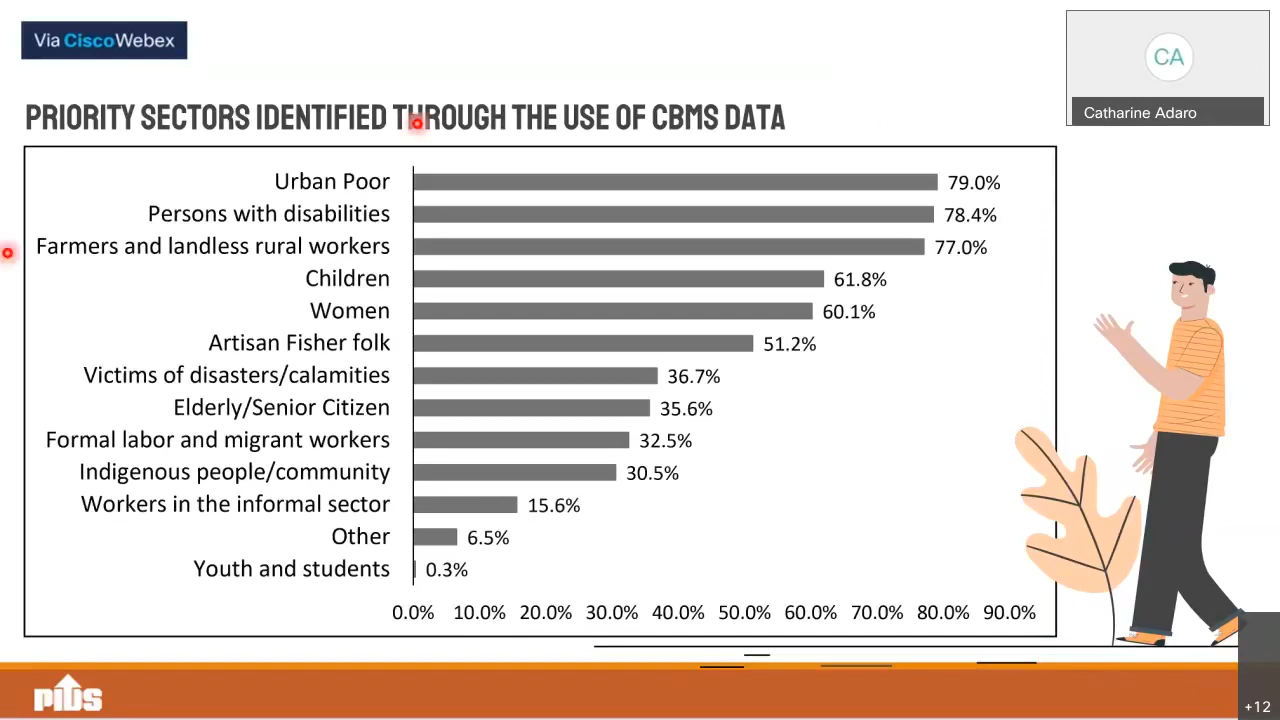 Via CiscoWebex
CA
Catharine Adaro
PRIORITY SECTORS IDENTIFIED THROUGH THE USE OF CBMS DATA
Urban Poor 79.0%
Persons with disabilities 78.4%
Farmers and landless rural workers 77.0%
Children 61.8%
Women 60.1%
Artisan Fisher folk 51.2%
Victims of disasters/calamities 36.7%
Elderly/Senior Citizen 35.6%
Formal labor and migrant workers 32.5%
Indigenous people/community 30.5%
Workers in the informal sector 15.6%
Other 6.5%
Youth and students 0.3%
0.0% 10.0% 20.0% 30.0% 40.0% 50.0% 60.0% 70.0% 80.0% 90.0%
PIDS
+12